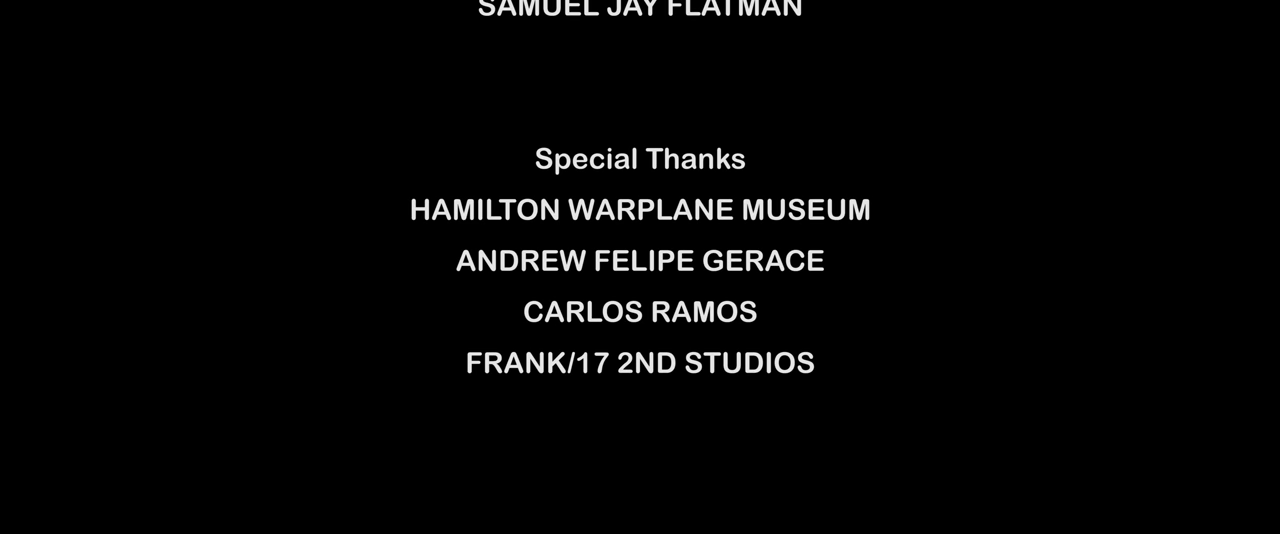 SAMUEL JAY FLATMAN
Special Thanks
HAMILTON WARPLANE MUSEUM
ANDREW FELIPE GERACE
CARLOS RAMOS
FRANK/17 2ND STUDIOS